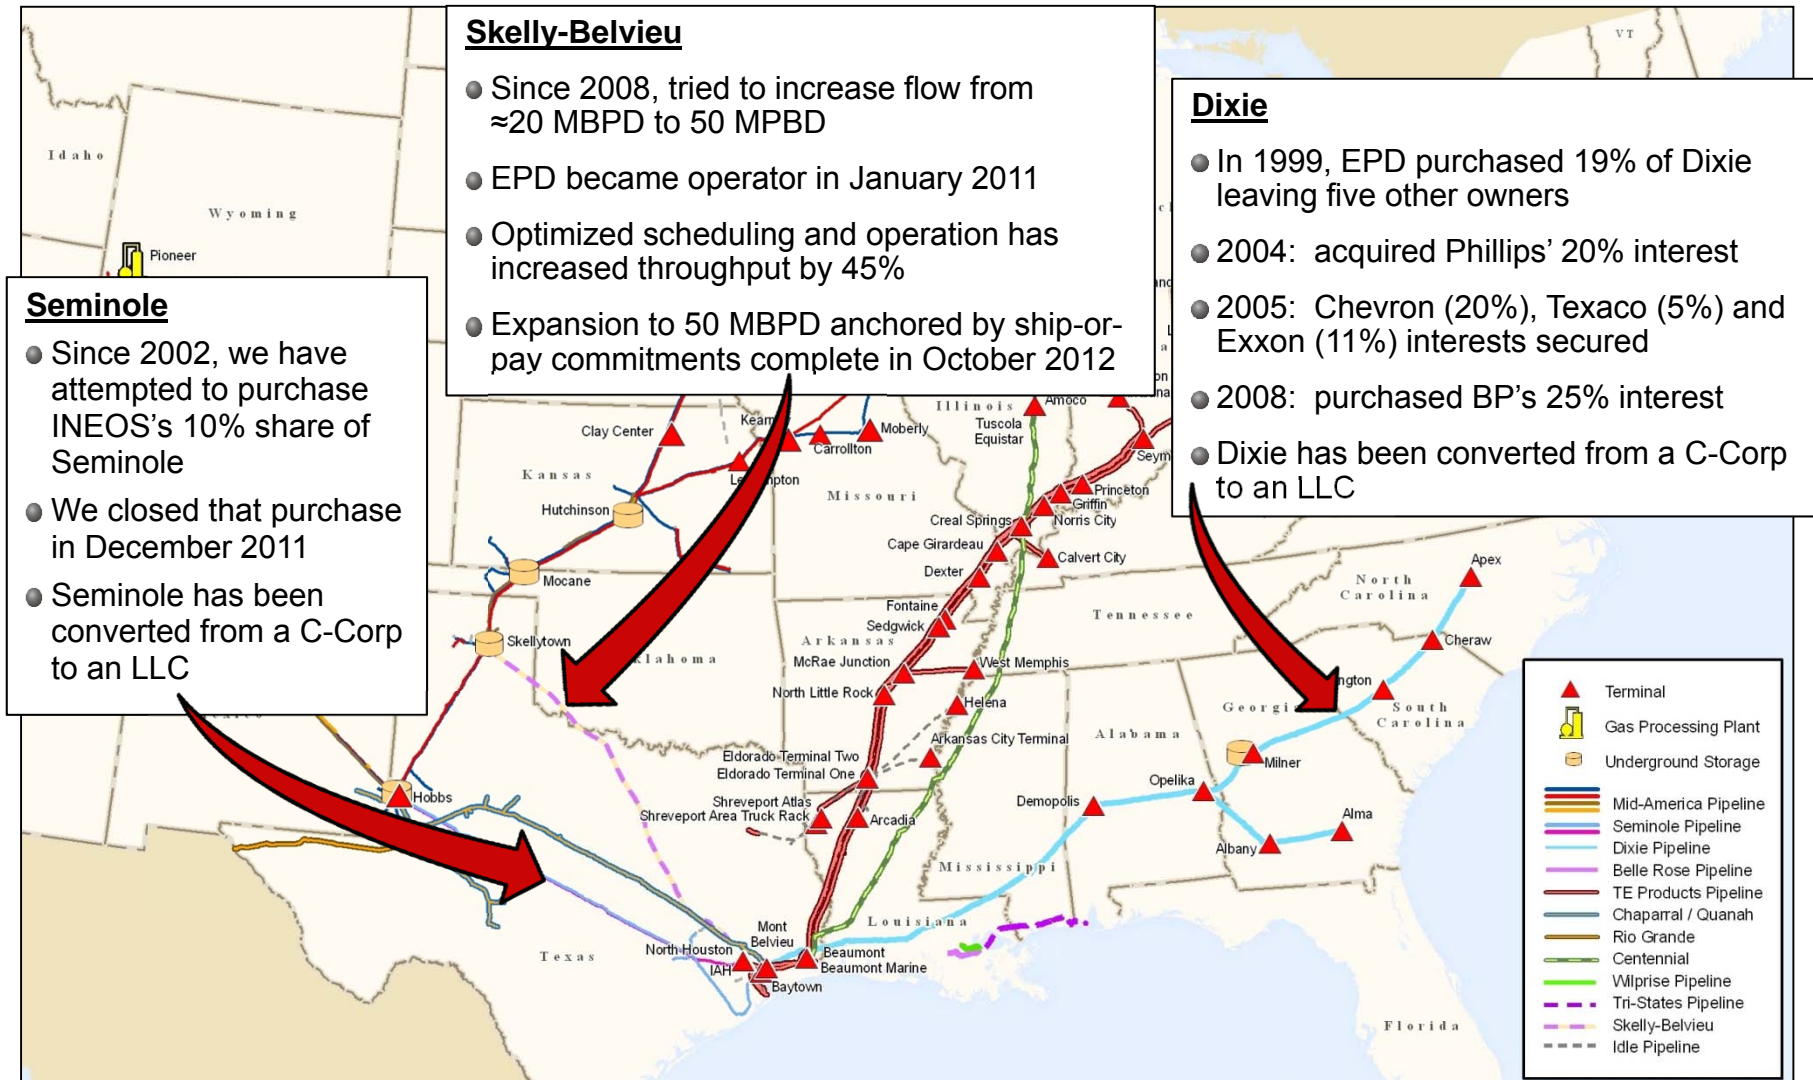 Skelly-Belvieu
Since 2008, tried to increase flow from
≈20 MBPD to 50 MPBD
EPD became operator in January 2011
Optimized scheduling and operation has
increased throughput by 45%
Expansion to 50 MBPD anchored by ship-or-
pay commitments complete in October 2012
Dixie
In 1999, EPD purchased 19% of Dixie
leaving five other owners
2004: acquired Phillips' 20% interest
2005: Chevron (20%), Texaco (5%) and
Exxon (11%) interests secured
2008: purchased BP's 25% interest
Dixie has been converted from a C-Corp
to an LLC
Seminole
Since 2002, we have
attempted to purchase
INEOS's 10% share of
Seminole
We closed that purchase
in December 2011
Seminole has been
converted from a C-Corp
to an LLC
VT
Idaho
Wyoming
Pioneer
Clay Center
Kearn
Carrollton
Moberly
Kansas
Hutchinson
Missouri
Illinois
Amoco
Tuscola
Equistar
Seym
Princeton
Griffin
Norris City
Creal Springs
Cape Girardeau
Calvert City
Dexter
Mocane
Fontaine
Sedgwick
Arkansas
Tennessee
North
Carolina
Apex
Cheraw
Skellytown
klahoma
McRae Junction
West Memphis
North Little Rock
Helena
Arkansas City Terminal
Alabama
Georgia
ngton
South
Carolina
Eldorado Terminal Two
Eldorado Terminal One
Milner
Opelika
Hobbs
Shreveport Atlas
Shreveport Area Truck Rack
Arcadia
Demopolis
Alma
Albany
Mississippi
Louisiana
Texas
Mont
Belvieu
North Houston
IAH
Beaumont
Beaumont Marine
Baytown
Florida
Terminal
Gas Processing Plant
Underground Storage
Mid-America Pipeline
Seminole Pipeline
Dixie Pipeline
Belle Rose Pipeline
TE Products Pipeline
Chaparral / Quanah
Rio Grande
Centennial
Wilprise Pipeline
Tri-States Pipeline
Skelly-Belvieu
Idle Pipeline